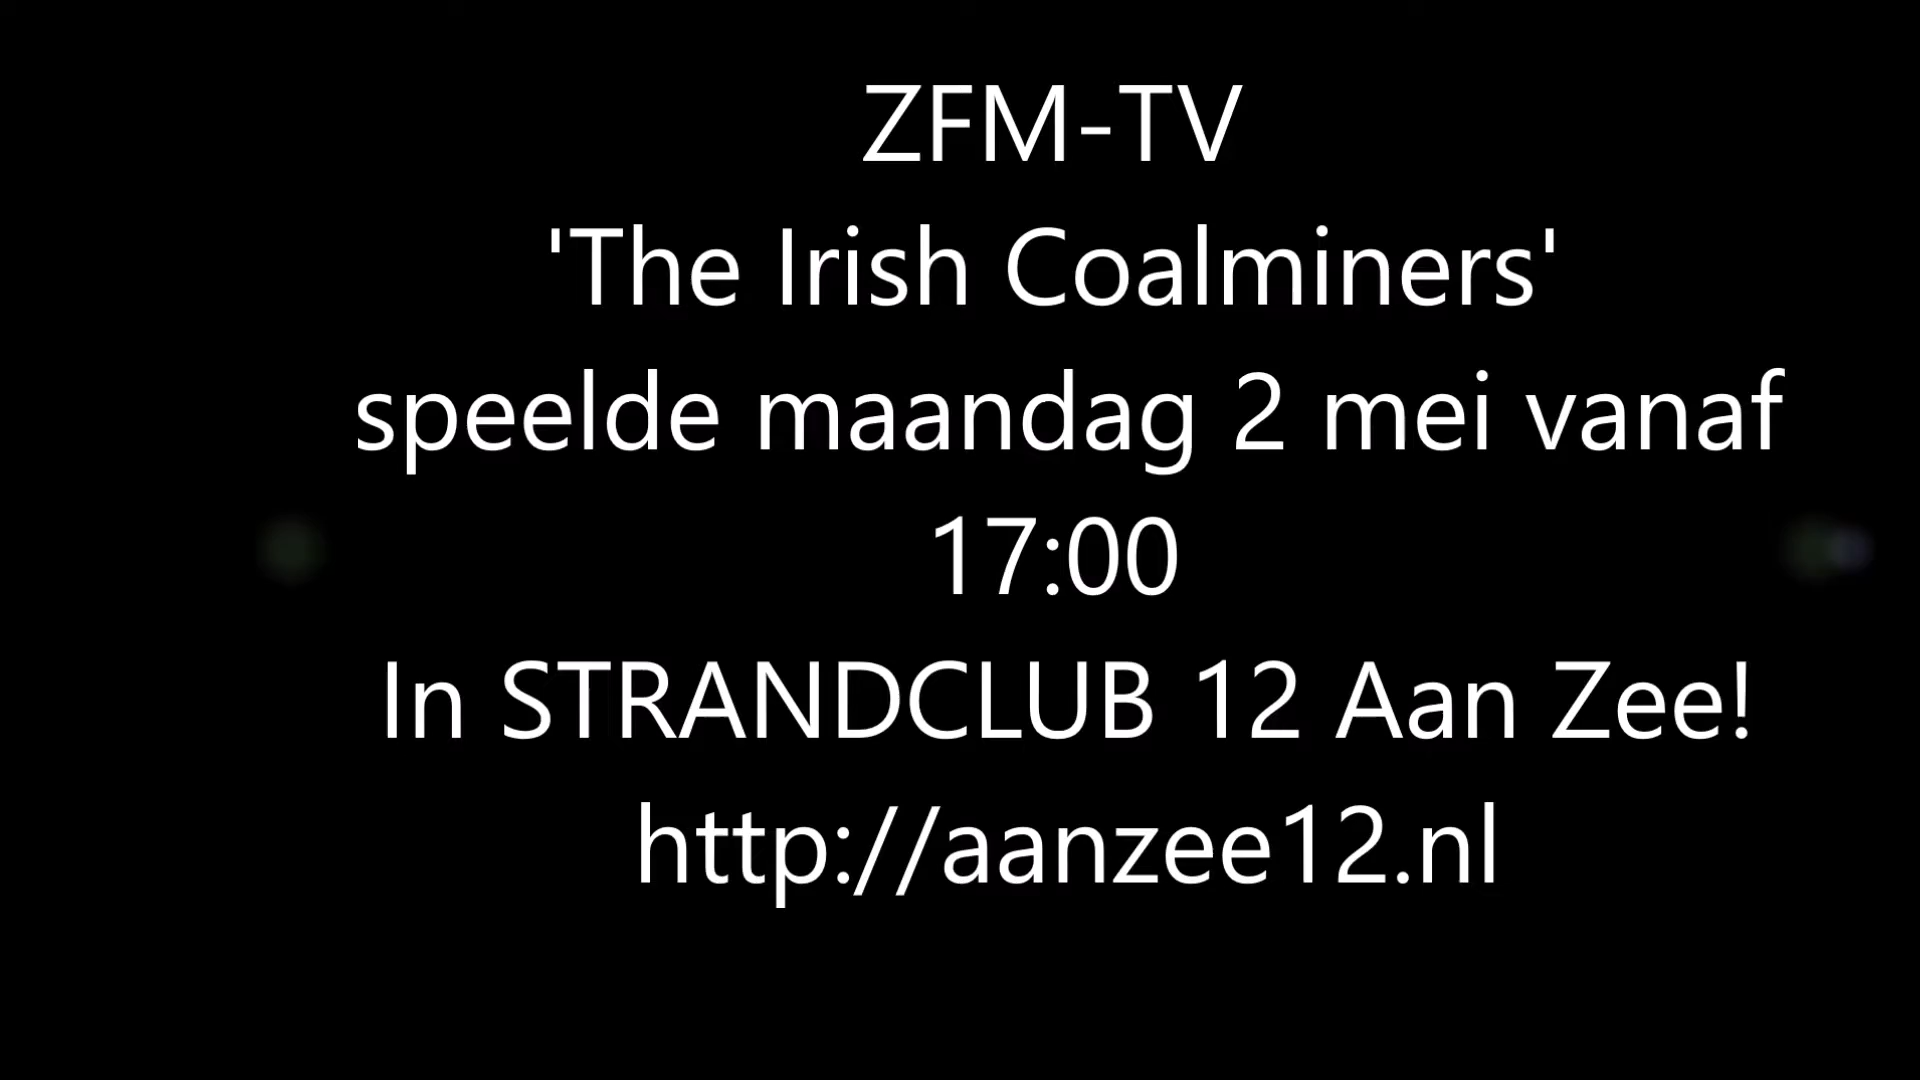 ZFM-TV
'The Irish Coalminers'
speelde maandag 2 mei vanaf
17:00
In STRANDCLUB 12 Aan Zee!
http://aanzee12.nl